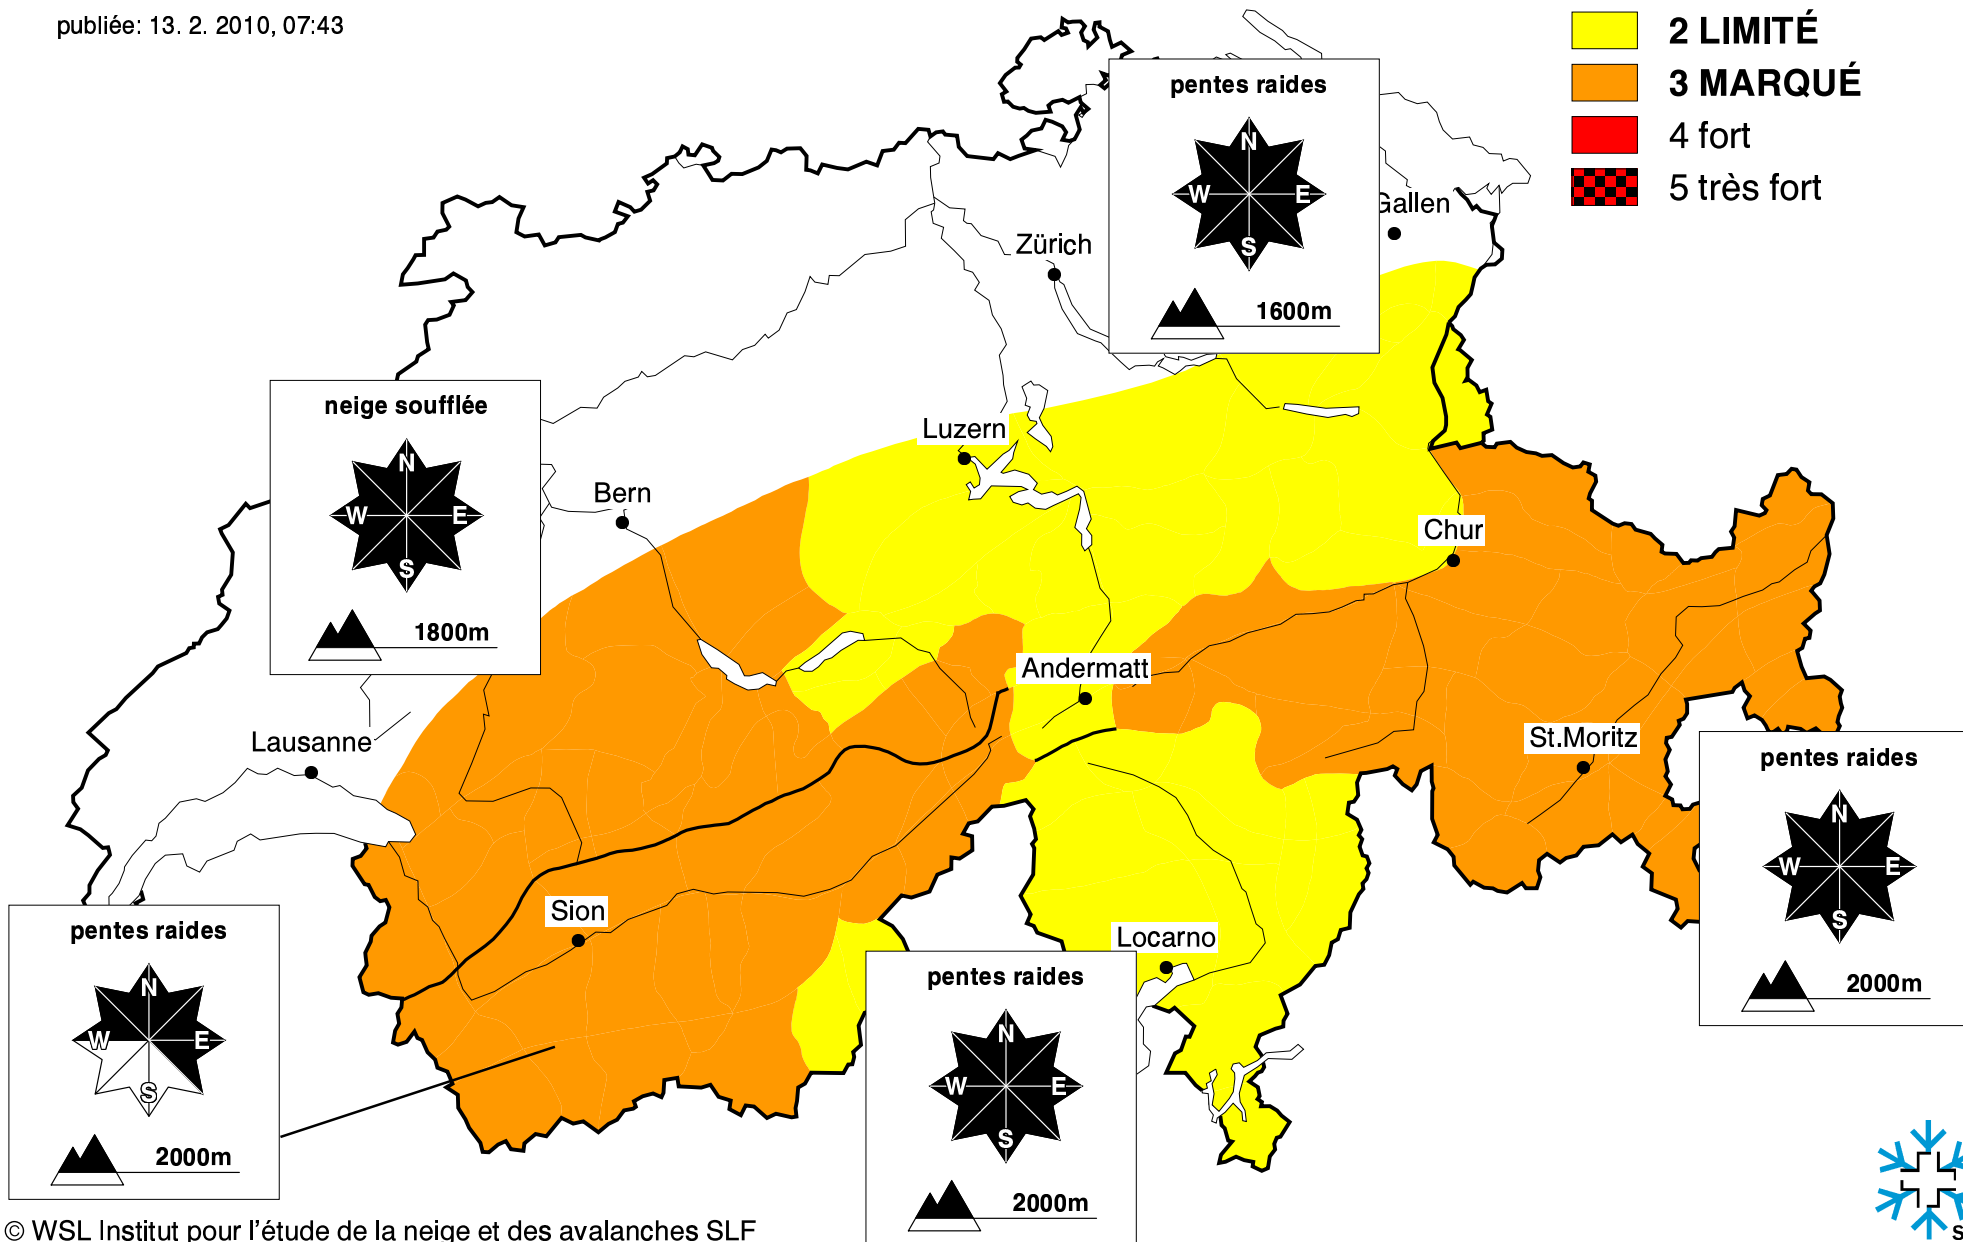 publiée: 13. 2. 2010, 07:43
2 LIMITÉ
3 MARQUÉ
4 fort
5 très fort
pentes raides
N
W
E
S
1600m
Gallen
Zürich
neige soufflée
N
W
E
S
1800m
Luzern
Bern
Chur
Andermatt
Lausanne
St.Moritz
pentes raides
N
W
E
S
2000m
Sion
Locarno
pentes raides
N
W
E
S
2000m
pentes raides
N
W
E
S
2000m
© WSL Institut pour l'étude de la neige et des avalanches SLF
S